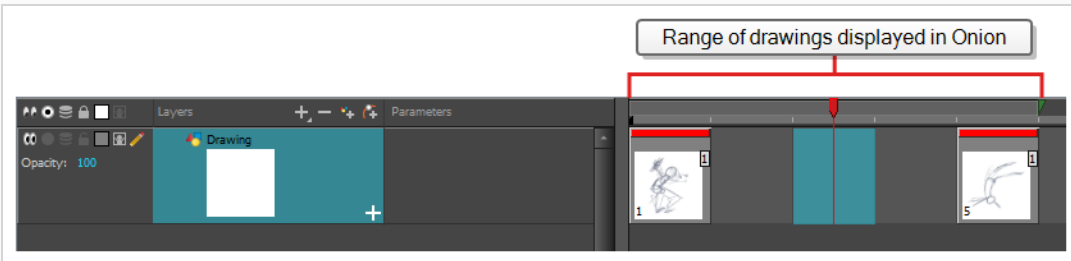 Range of drawings displayed in Onion
Layers
Parameters
Drawing
Opacity: 100
1
1
1
5